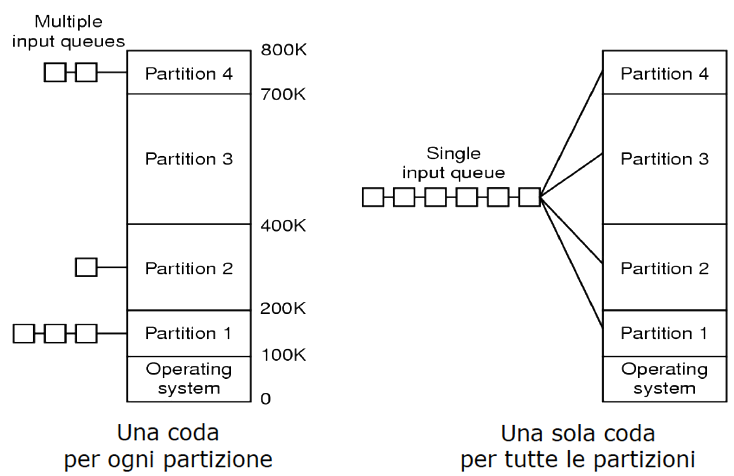 Multiple
input queues
800K
Partition 4
700K
Partition 3
400K
Partition 2
200K
Partition 1
100K
Operating
system
0
Una coda
per ogni partizione
Single
input queue
Partition 4
Partition 3
Partition 2
Partition 1
Operating
system
Una sola coda
per tutte le partizioni